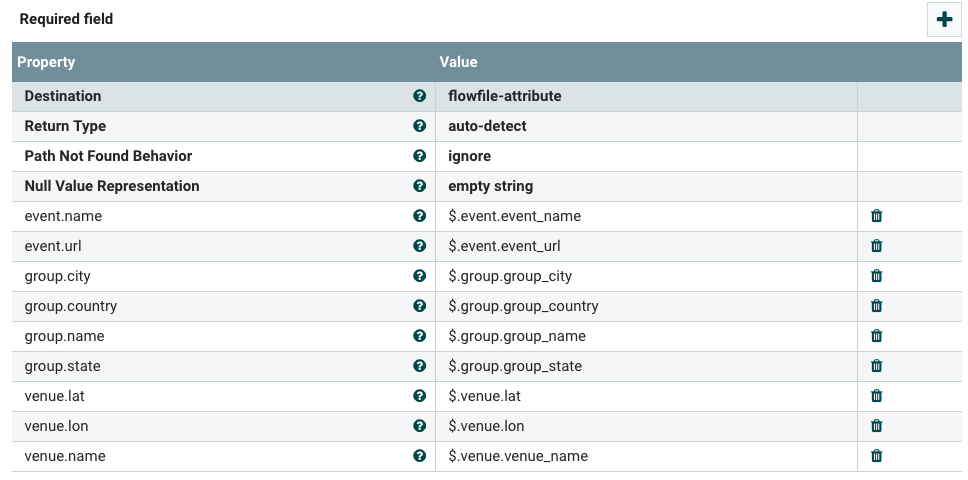 Required field
Property Value
Destination flowfile-attribute
Return Type auto-detect
Path Not Found Behavior ignore
Null Value Representation empty string
event.name $.event.event_name
event.url $.event.event_url
group.city $.group.group_city
group.country $.group.group_country
group.name $.group.group_name
group.state $.group.group_state
venue.lat $.venue.lat
venue.lon $.venue.lon
venue.name $.venue.venue_name